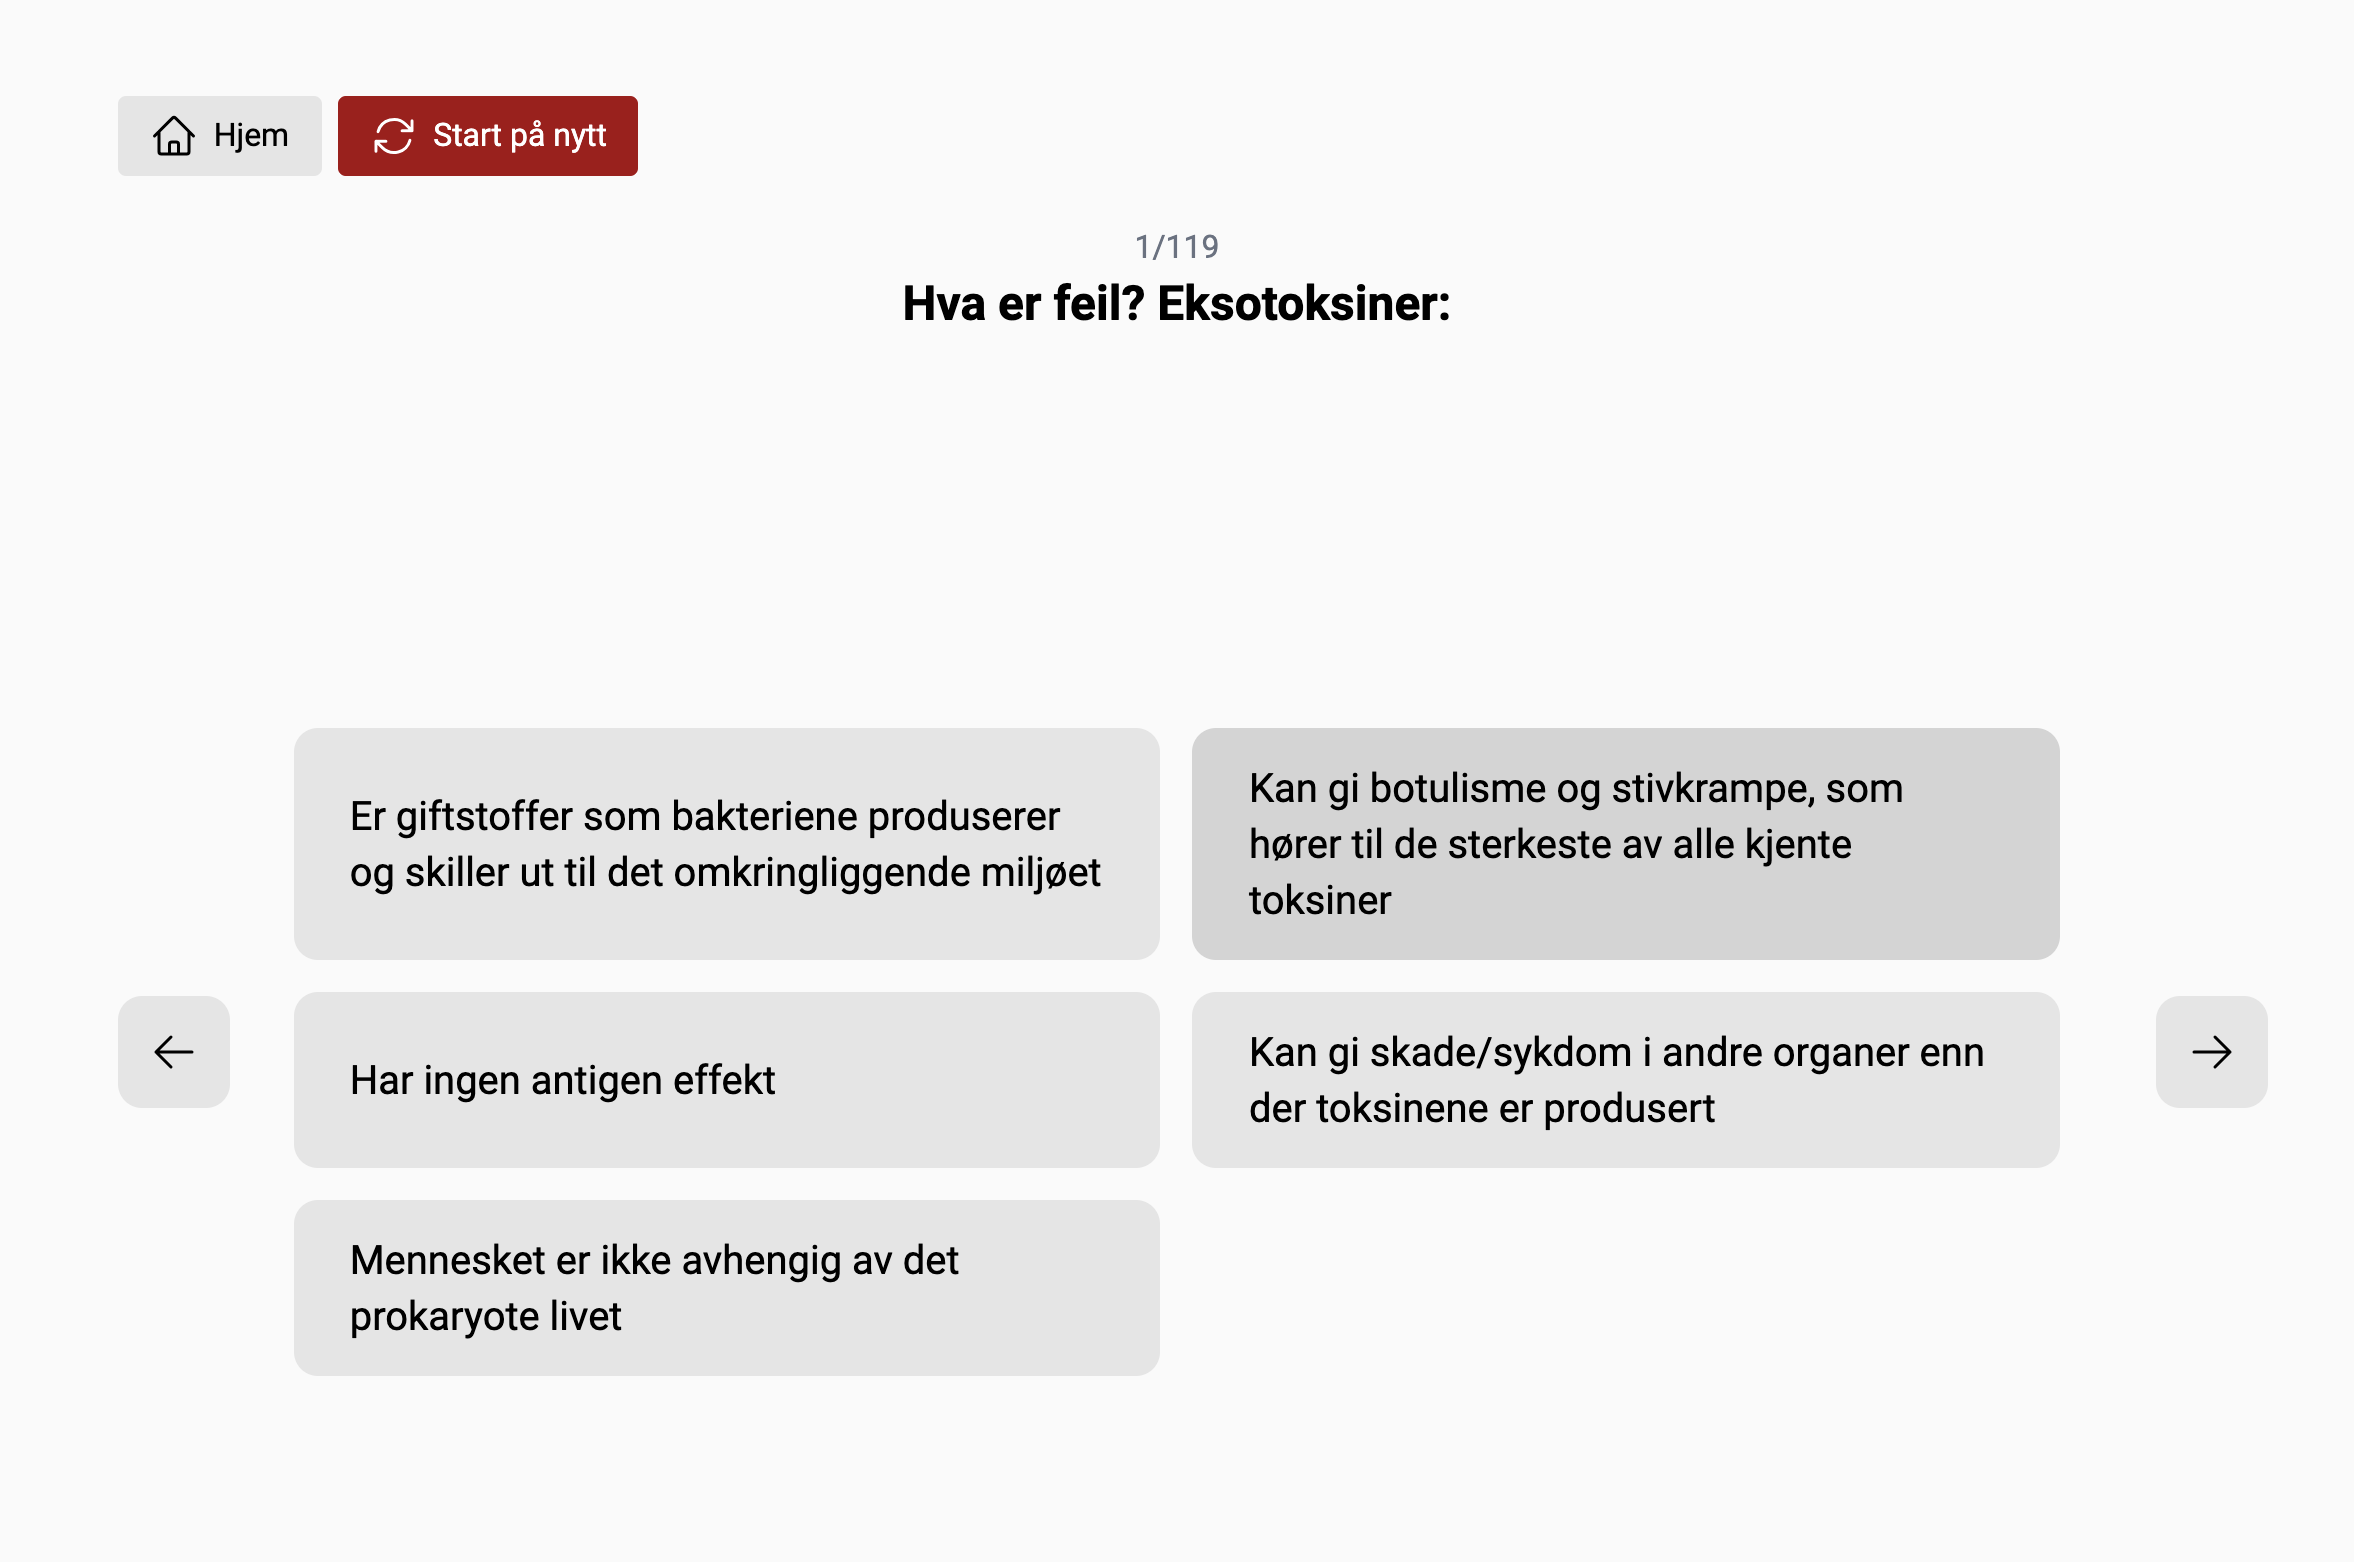 Hjem
Start på nytt
1/119
Hva er feil? Eksotoksiner:
Er giftstoffer som bakteriene produserer
og skiller ut til det omkringliggende miljøet
Kan gi botulisme og stivkrampe, som
hører til de sterkeste av alle kjente
toksiner
Har ingen antigen effekt
Kan gi skade/sykdom i andre organer enn
der toksinene er produsert
Mennesket er ikke avhengig av det
prokaryote livet